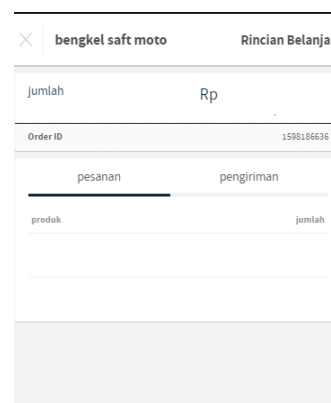 bengkel saft moto Rincian Belanja
jumlah Rp
Order ID 1598186636
pesanan pengiriman
produk jumlah